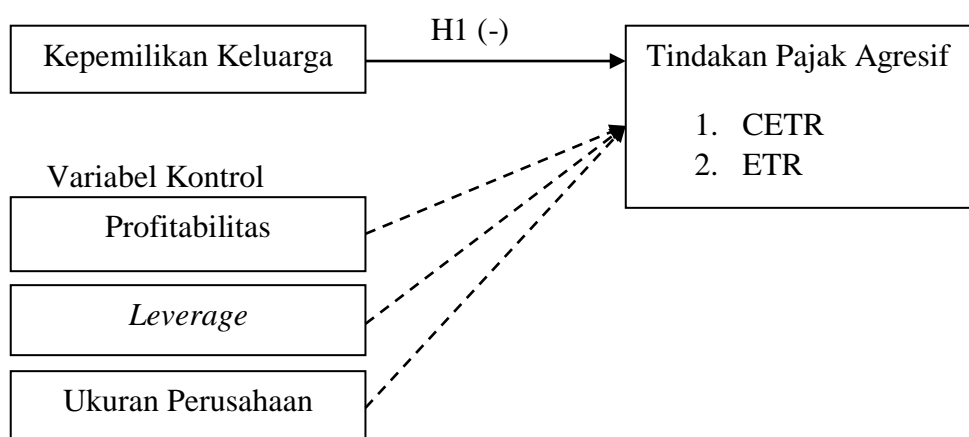 H1 (-)
Kepemilikan Keluarga
Tindakan Pajak Agresif
1. CETR
2. ETR
Variabel Kontrol
Profitabilitas
Leverage
Ukuran Perusahaan